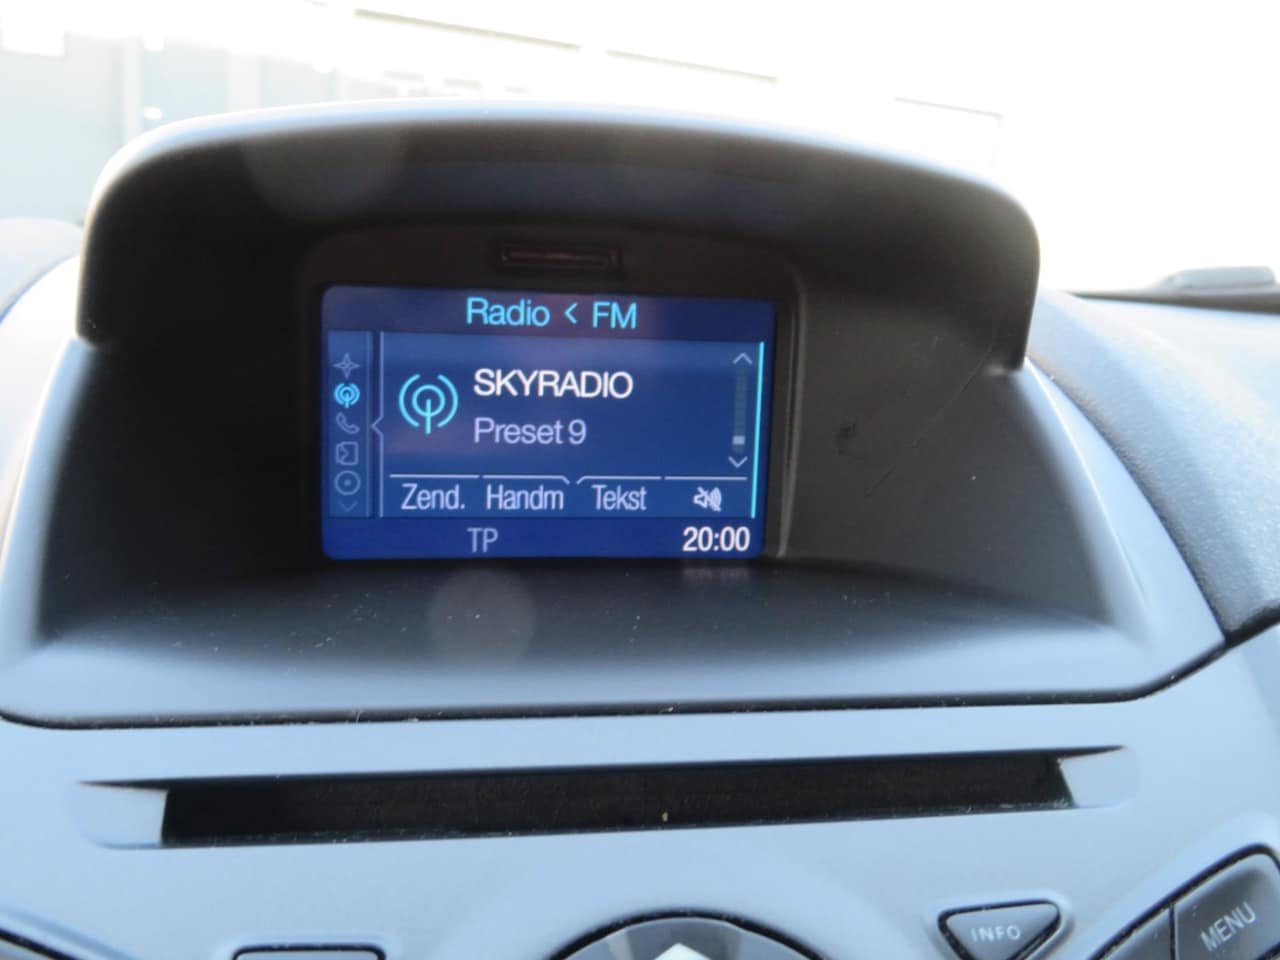 Radio < FM
SKYRADIO
Preset 9
Zend. Handm Tekst
TP 20:00
INFO
MENU